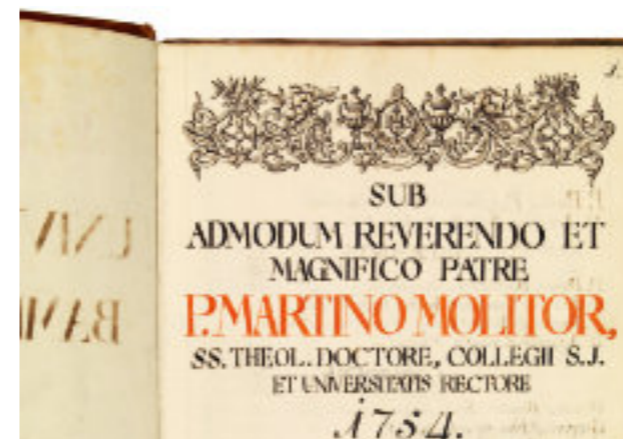 SUB
ADMODUM REVERENDO ET
MAGNIFICO PATRE
P. MARTINO MOLITOR,
SS. THEOL. DOCTORE, COLLEGII S.J.
ET UNIVERSITATIS RECTORE
1754.